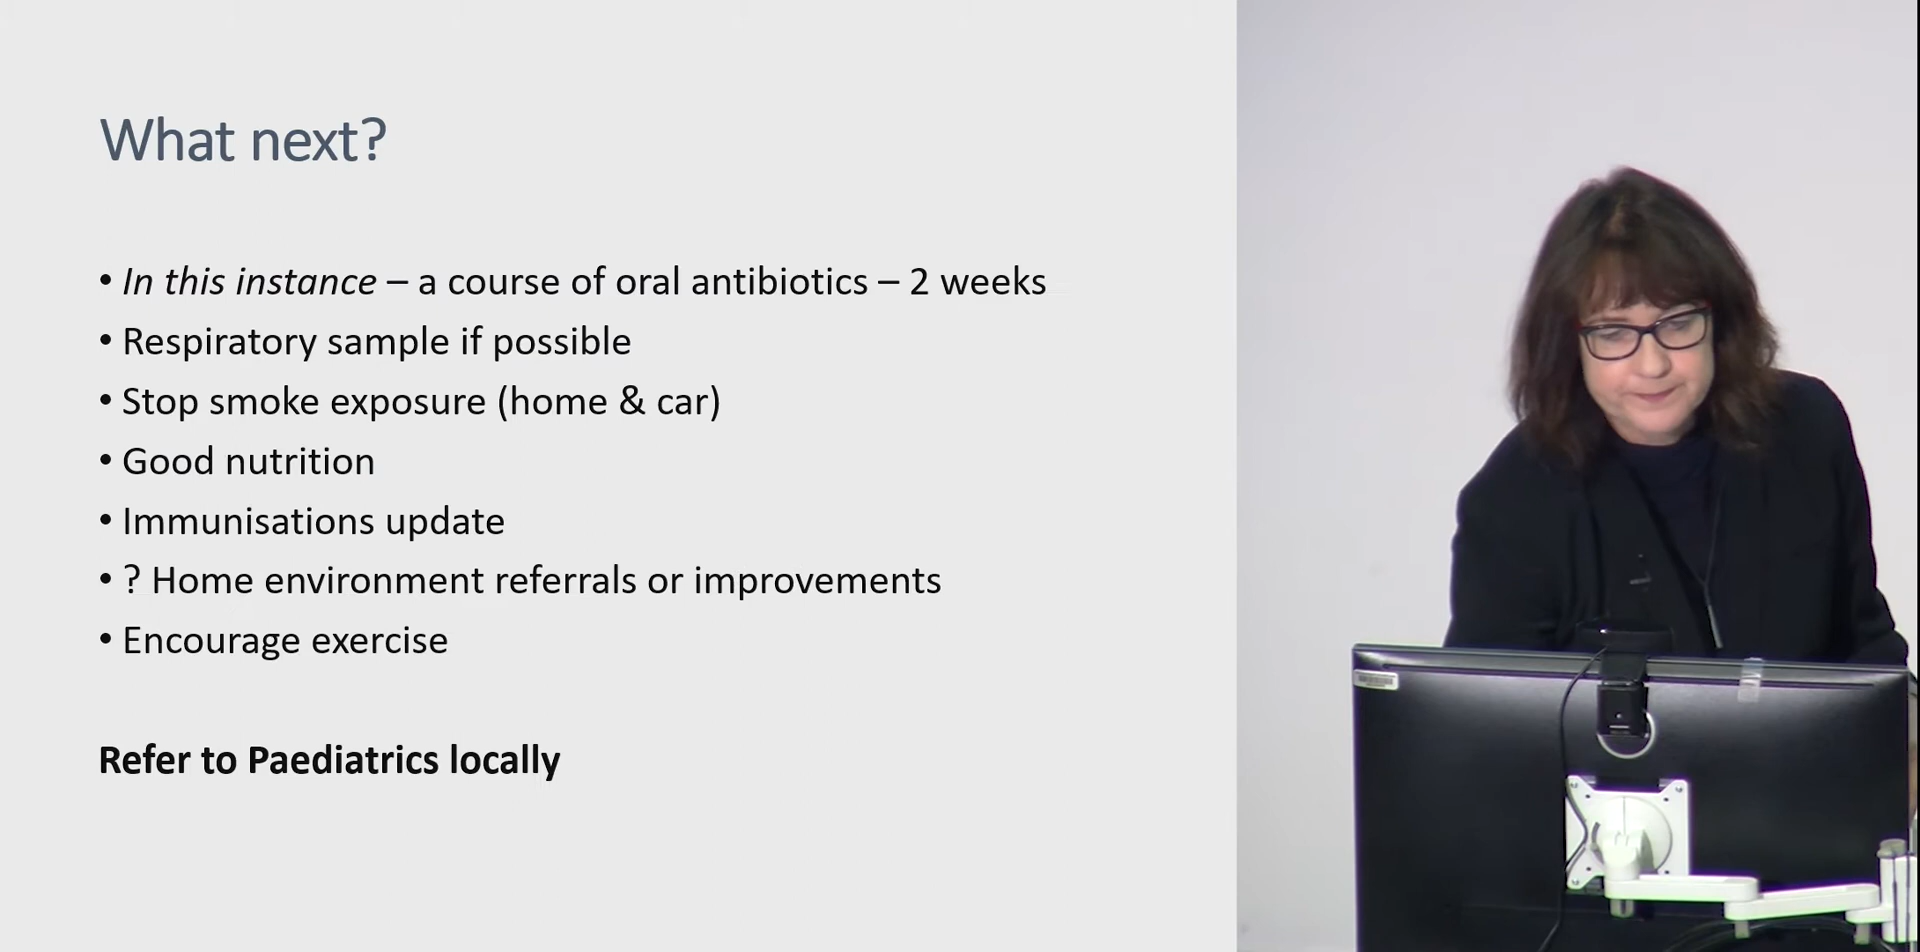 What next?
• In this instance – a course of oral antibiotics – 2 weeks
• Respiratory sample if possible
• Stop smoke exposure (home & car)
• Good nutrition
• Immunisations update
• ? Home environment referrals or improvements
• Encourage exercise
Refer to Paediatrics locally